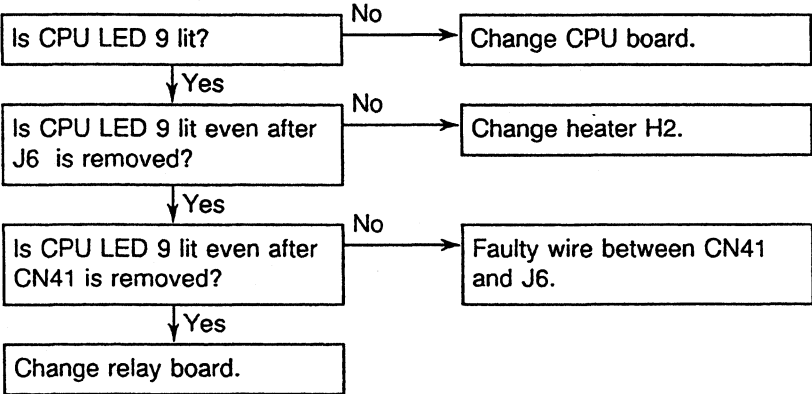 Is CPU LED 9 lit?
No
Change CPU board.
Yes
Is CPU LED 9 lit even after
J6 is removed?
No
Change heater H2.
Yes
Is CPU LED 9 lit even after
CN41 is removed?
No
Faulty wire between CN41
and J6.
Yes
Change relay board.